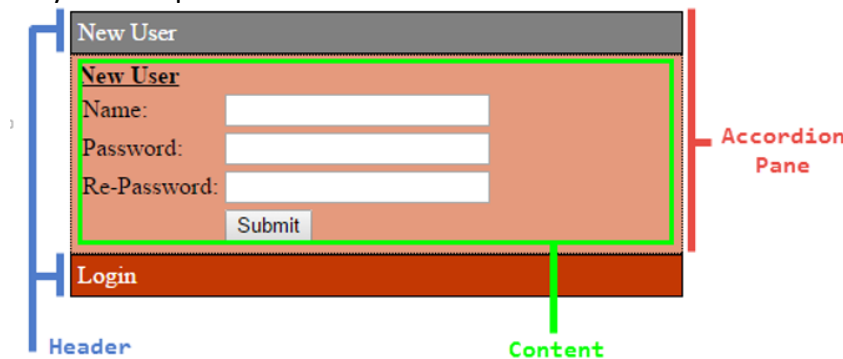 New User
New User
Name:
Password:
Re-Password:
Submit
Login
Accordion
Pane
Header
Content